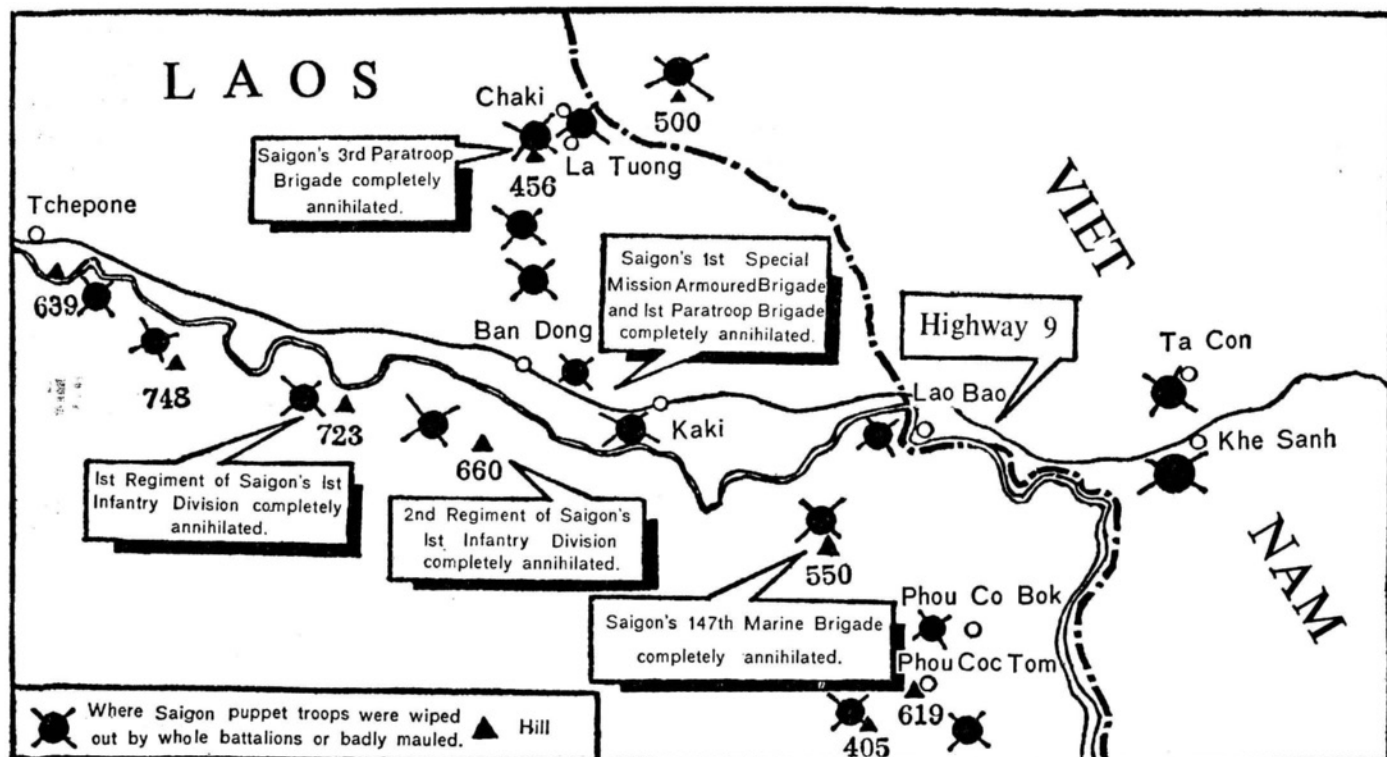 LAOS
Chaki
500
Saigon's 3rd Paratroop
Brigade completely
annihilated.
La Tuong
456
VIET
NAM
Tchepone
Saigon's 1st Special
Mission Armoured Brigade
and Ist Paratroop Brigade
completely annihilated.
639
Ban Dong
Highway 9
Ta Con
748
Lao Bao
723
Kaki
Khe Sanh
660
Ist Regiment of Saigon's Ist
Infantry Division completely
annihilated.
2nd Regiment of Saigon's
Ist Infantry Division
completely annihilated.
550
Phou Co Bok
Saigon's 147th Marine Brigade
completely annihilated.
Phou Coc Tom
619
405
Where Saigon puppet troops were wiped
out by whole battalions or badly mauled.
Hill